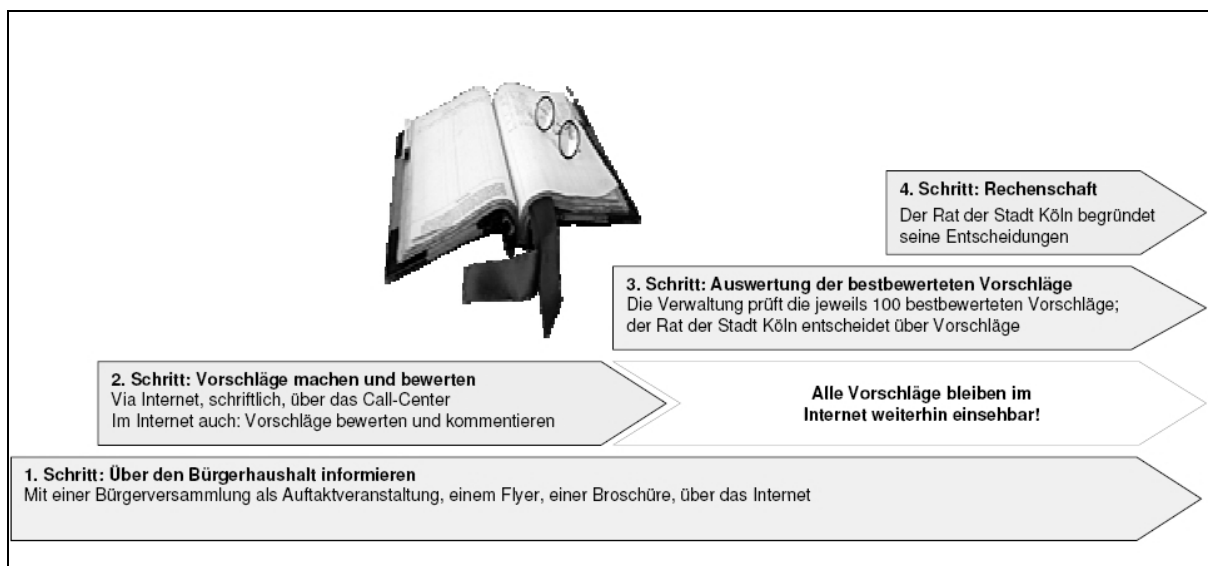 4. Schritt: Rechenschaft
Der Rat der Stadt Köln begründet
seine Entscheidungen
3. Schritt: Auswertung der bestbewerteten Vorschläge
Die Verwaltung prüft die jeweils 100 bestbewerteten Vorschläge;
der Rat der Stadt Köln entscheidet über Vorschläge
2. Schritt: Vorschläge machen und bewerten
Via Internet, schriftlich, über das Call-Center
Im Internet auch: Vorschläge bewerten und kommentieren
Alle Vorschläge bleiben im
Internet weiterhin einsehbar!
1. Schritt: Über den Bürgerhaushalt informieren
Mit einer Bürgerversammlung als Auftaktveranstaltung, einem Flyer, einer Broschüre, über das Internet